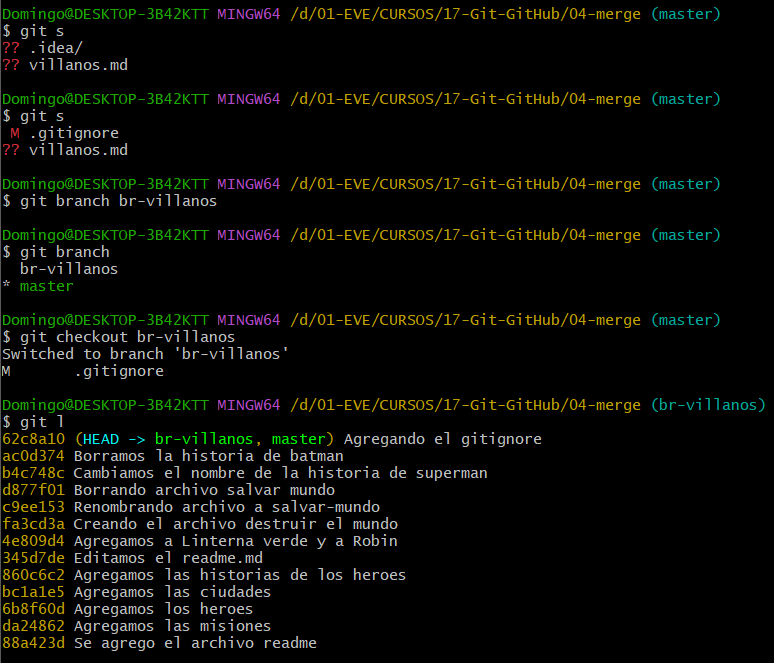 Domingo@DESKTOP-3B42KTT MINGW64 /d/01-EVE/CURSOS/17-Git-GitHub/04-merge (master)
$ git s
?? .idea/
?? villanos.md

Domingo@DESKTOP-3B42KTT MINGW64 /d/01-EVE/CURSOS/17-Git-GitHub/04-merge (master)
$ git s
 M .gitignore
?? villanos.md

Domingo@DESKTOP-3B42KTT MINGW64 /d/01-EVE/CURSOS/17-Git-GitHub/04-merge (master)
$ git branch br-villanos

Domingo@DESKTOP-3B42KTT MINGW64 /d/01-EVE/CURSOS/17-Git-GitHub/04-merge (master)
$ git branch
  br-villanos
* master

Domingo@DESKTOP-3B42KTT MINGW64 /d/01-EVE/CURSOS/17-Git-GitHub/04-merge (master)
$ git checkout br-villanos
Switched to branch 'br-villanos'
M       .gitignore

Domingo@DESKTOP-3B42KTT MINGW64 /d/01-EVE/CURSOS/17-Git-GitHub/04-merge (br-villanos)
$ git l
62c8a10 (HEAD -> br-villanos, master) Agregando el gitignore
ac0d374 Borramos la historia de batman
b4c748c Cambiamos el nombre de la historia de superman
d877f01 Borrando archivo salvar mundo
c9ee153 Renombrando archivo a salvar-mundo
fa3cd3a Creando el archivo destruir el mundo
4e809d4 Agregamos a Linterna verde y a Robin
345d7de Editamos el readme.md
860c6c2 Agregamos las historias de los heroes
bc1a1e5 Agregamos las ciudades
6b8f60d Agregamos los heroes
da24862 Agregamos las misiones
88a423d Se agrego el archivo readme